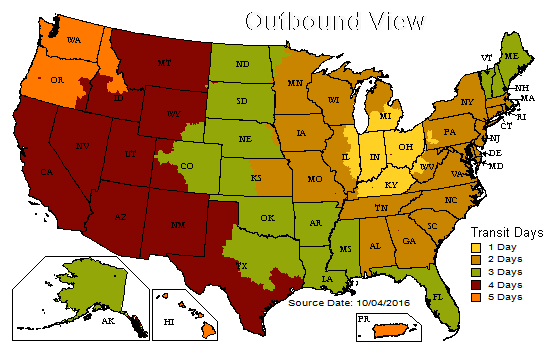 Outbound View
WA
OR
ID
MT
WY
NV
CA
UT
AZ
CO
NM
ND
SD
NE
KS
OK
TX
MN
IA
MO
AR
LA
WI
IL
MI
IN
OH
KY
TN
MS
AL
GA
FL
SC
NC
VA
WV
PA
NY
VT
ME
NH
MA
RI
CT
NJ
DE
MD
AK
HI
PR
Transit Days
1 Day
2 Days
3 Days
4 Days
5 Days
Source Date: 10/04/2016